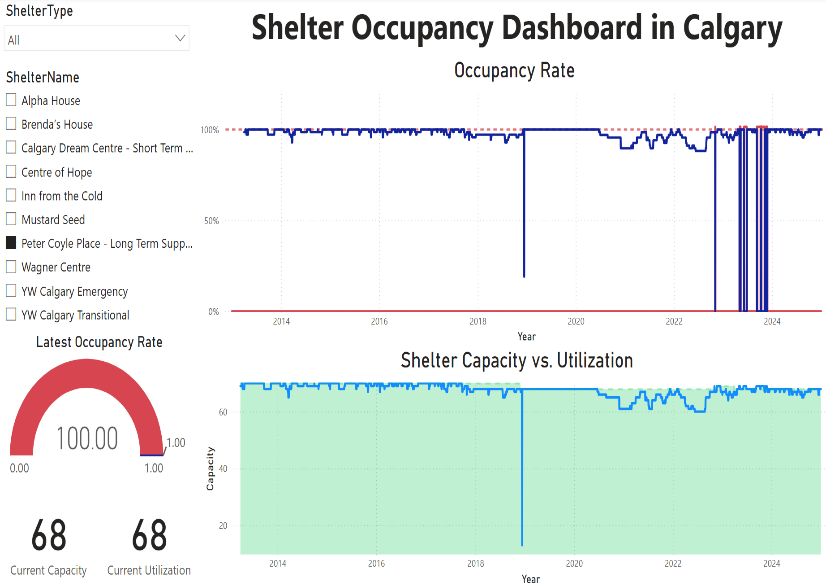 ShelterType
All
ShelterName
Alpha House
Brenda's House
Calgary Dream Centre - Short Term ...
Centre of Hope
Inn from the Cold
Mustard Seed
Peter Coyle Place - Long Term Supp...
Wagner Centre
YW Calgary Emergency
YW Calgary Transitional
Latest Occupancy Rate
100.00
1.00
0.00
1.00
68
68
Current Capacity
Current Utilization
Shelter Occupancy Dashboard in Calgary
Occupancy Rate
100%
50%
0%
2014 2016 2018 2020 2022 2024
Year
Shelter Capacity vs. Utilization
Capacity
60
40
20
2014 2016 2018 2020 2022 2024
Year